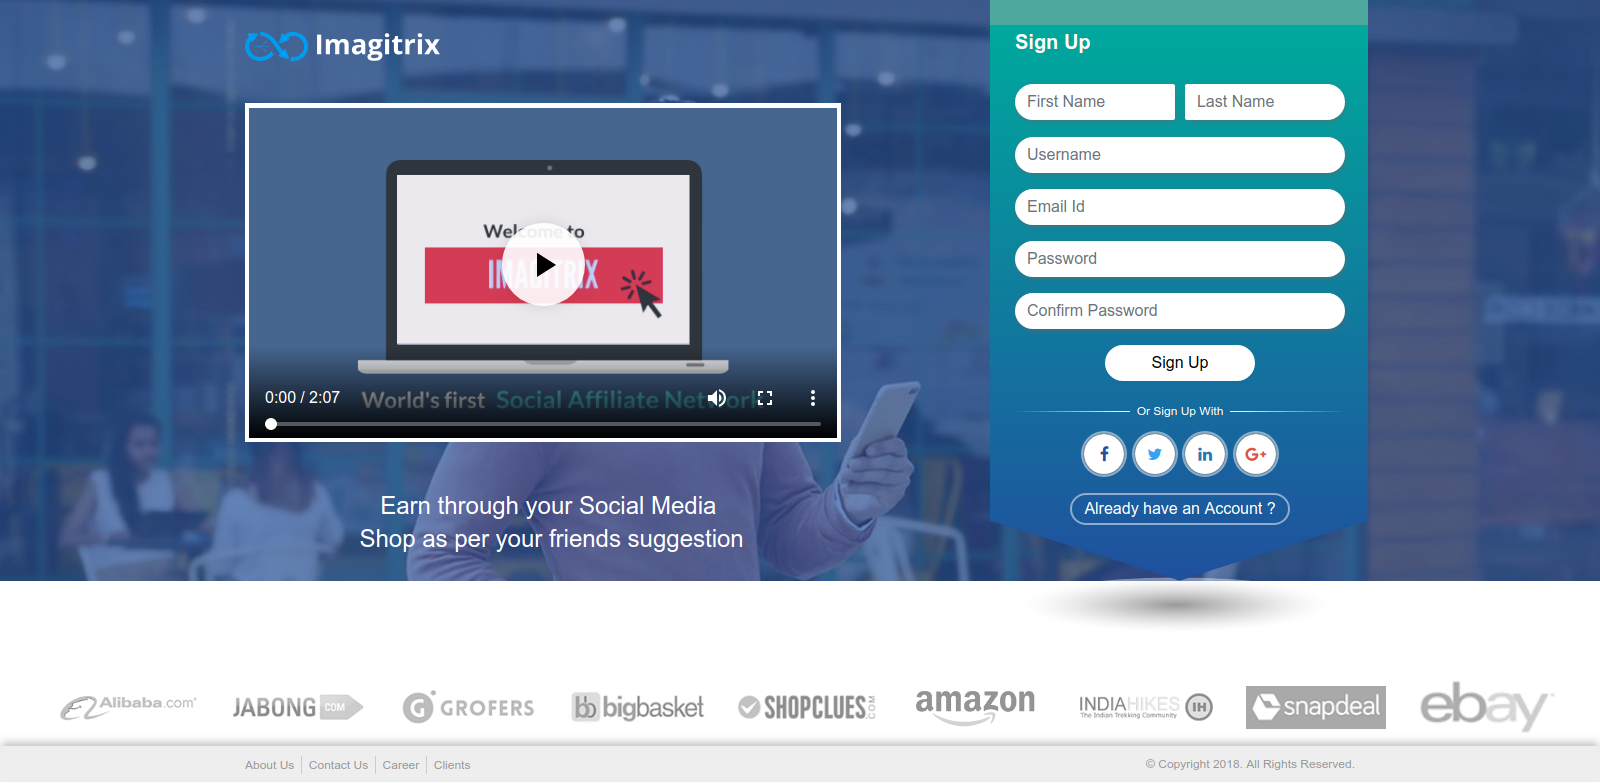 Imagitrix
Sign Up
First Name
Last Name
Username
Email Id
Password
Confirm Password
Sign Up
Or Sign Up With
Already have an Account ?
Welcome to
IMAGITRIX
World's first Social Affiliate Network
0:00 / 2:07
Earn through your Social Media
Shop as per your friends suggestion
Alibaba.com
JABONG COM
G GROFERS
bb bigbasket
SHOPCLUES.COM
amazon
INDIAHIKES IH
The Indian Trekking Community
snapdeal
ebay™
About Us
Contact Us
Career
Clients
© Copyright 2018. All Rights Reserved.